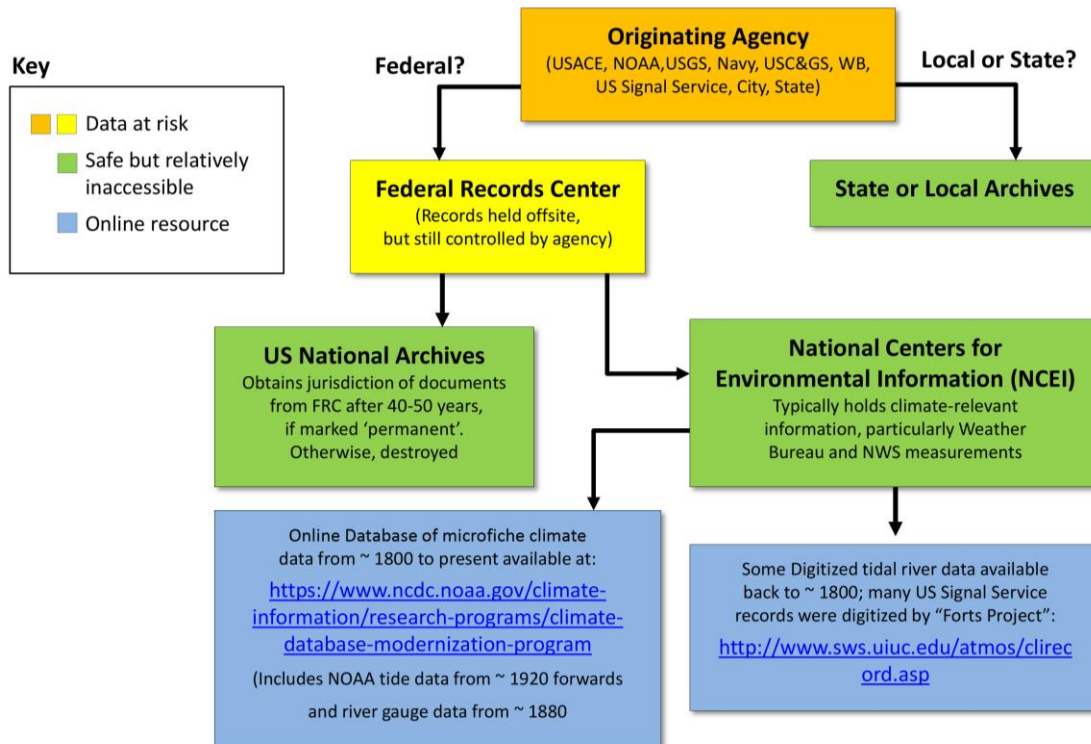 Key
Data at risk
Safe but relatively
inaccessible
Online resource
Federal?
Originating Agency
(USACE, NOAA,USGS, Navy, USC&GS, WB,
US Signal Service, City, State)
Local or State?
Federal Records Center
(Records held offsite,
but still controlled by agency)
State or Local Archives
US National Archives
Obtains jurisdiction of documents
from FRC after 40-50 years,
if marked ‘permanent’.
Otherwise, destroyed
National Centers for
Environmental Information (NCEI)
Typically holds climate-relevant
information, particularly Weather
Bureau and NWS measurements
Online Database of microfiche climate
data from ~ 1800 to present available at:
https://www.ncdc.noaa.gov/climate-
information/research-programs/climate-
database-modernization-program
(Includes NOAA tide data from ~ 1920 forwards
and river gauge data from ~ 1880
Some Digitized tidal river data available
back to ~ 1800; many US Signal Service
records were digitized by “Forts Project”:
http://www.sws.uiuc.edu/atmos/clirec
ord.asp